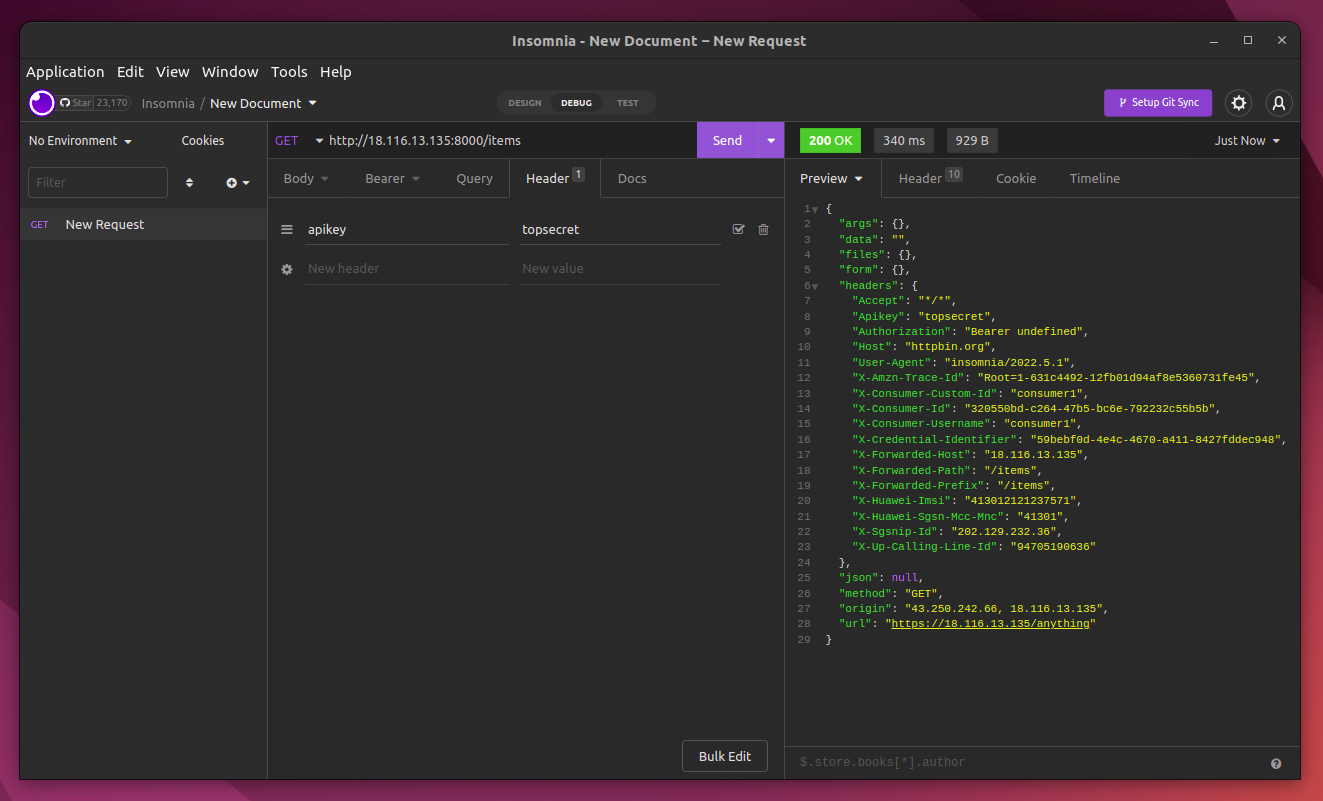 Insomnia - New Document – New Request
Application Edit View Window Tools Help
Star 23,170 Insomnia / New Document
DESIGN DEBUG TEST
Setup Git Sync
No Environment Cookies
GET http://18.116.13.135:8000/items Send
200 OK 340 ms 929 B Just Now
Filter
Body Bearer Query Header 1 Docs
Preview Header 10 Cookie Timeline
GET New Request
apikey topsecret
New header New value
1 {
2 "args": {},
3 "data": "",
4 "files": {},
5 "form": {},
6 "headers": {
7 "Accept": "*/*",
8 "Apikey": "topsecret",
9 "Authorization": "Bearer undefined",
10 "Host": "httpbin.org",
11 "User-Agent": "insomnia/2022.5.1",
12 "X-Amzn-Trace-Id": "Root=1-631c4492-12fb01d94af8e5360731fe45",
13 "X-Consumer-Custom-Id": "consumer1",
14 "X-Consumer-Id": "320550bd-c264-47b5-bc6e-792232c55b5b",
15 "X-Consumer-Username": "consumer1",
16 "X-Credential-Identifier": "59bebf0d-4e4c-4670-a411-8427fddec948",
17 "X-Forwarded-Host": "18.116.13.135",
18 "X-Forwarded-Path": "/items",
19 "X-Forwarded-Prefix": "/items",
20 "X-Huawei-Imsi": "413012121237571",
21 "X-Huawei-Sgsn-Mcc-Mnc": "41301",
22 "X-Sgsnip-Id": "202.129.232.36",
23 "X-Up-Calling-Line-Id": "94705190636"
24 },
25 "json": null,
26 "method": "GET",
27 "origin": "43.250.242.66, 18.116.13.135",
28 "url": "https://18.116.13.135/anything"
29 }
Bulk Edit
$.store.books[*].author